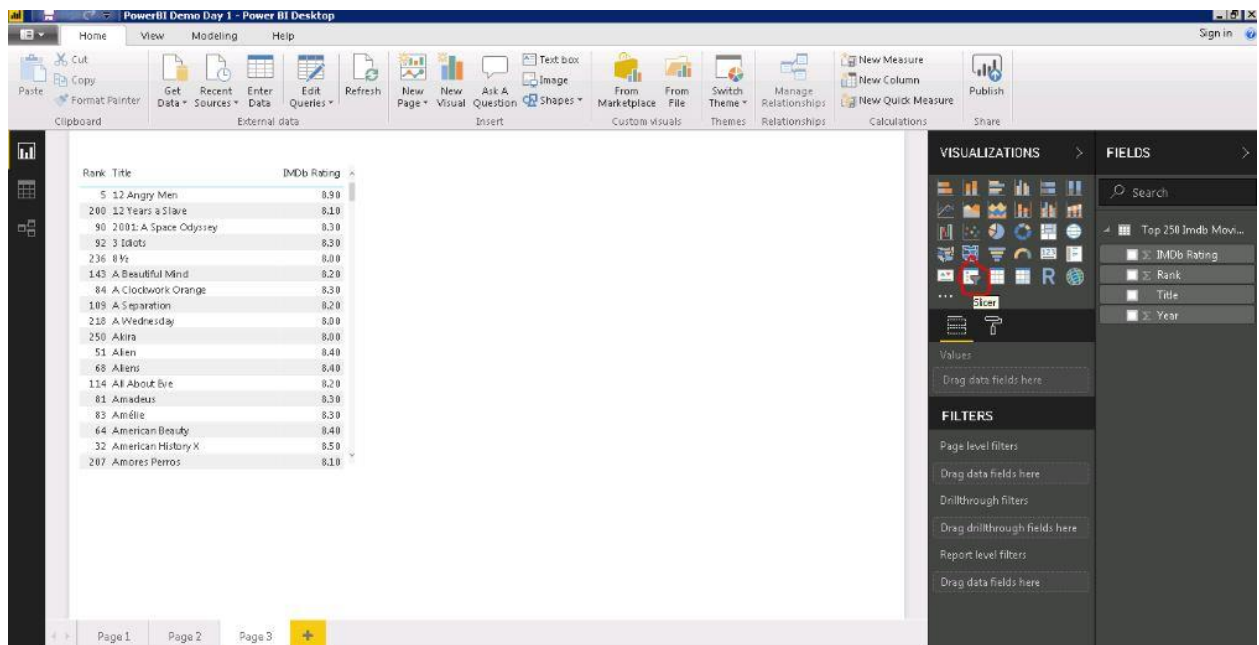 PowerBI Demo Day 1 - Power BI Desktop
Home View Modeling Help Sign in
Paste
Cut
Copy
Format Painter
Clipboard
Get Data
Recent Sources
Enter Data
Edit Queries
Refresh
External data
New Page
New Visual
Ask A Question
Text box
Image
Shapes
Insert
From Marketplace
From File
Custom visuals
Switch Theme
Themes
Manage Relationships
Relationships
New Measure
New Column
New Quick Measure
Calculations
Publish
Share
Rank Title IMDb Rating
5 12 Angry Men 8.90
200 12 Years a Slave 8.10
90 2001: A Space Odyssey 8.30
92 3 Idiots 8.30
236 8½ 8.00
143 A Beautiful Mind 8.20
84 A Clockwork Orange 8.30
109 A Separation 8.20
218 A Wednesday 8.00
250 Akira 8.00
51 Alien 8.40
68 Aliens 8.40
114 All About Eve 8.20
81 Amadeus 8.30
83 Amélie 8.30
64 American Beauty 8.40
32 American History X 8.50
207 Amores Perros 8.10
VISUALIZATIONS
R
123
...
Slicer
Values
Drag data fields here
FILTERS
Page level filters
Drag data fields here
Drillthrough filters
Drag drillthrough fields here
Report level filters
Drag data fields here
FIELDS
Search
Top 250 Imdb Movi...
Σ IMDb Rating
Σ Rank
Title
Σ Year
Page 1 Page 2 Page 3 +